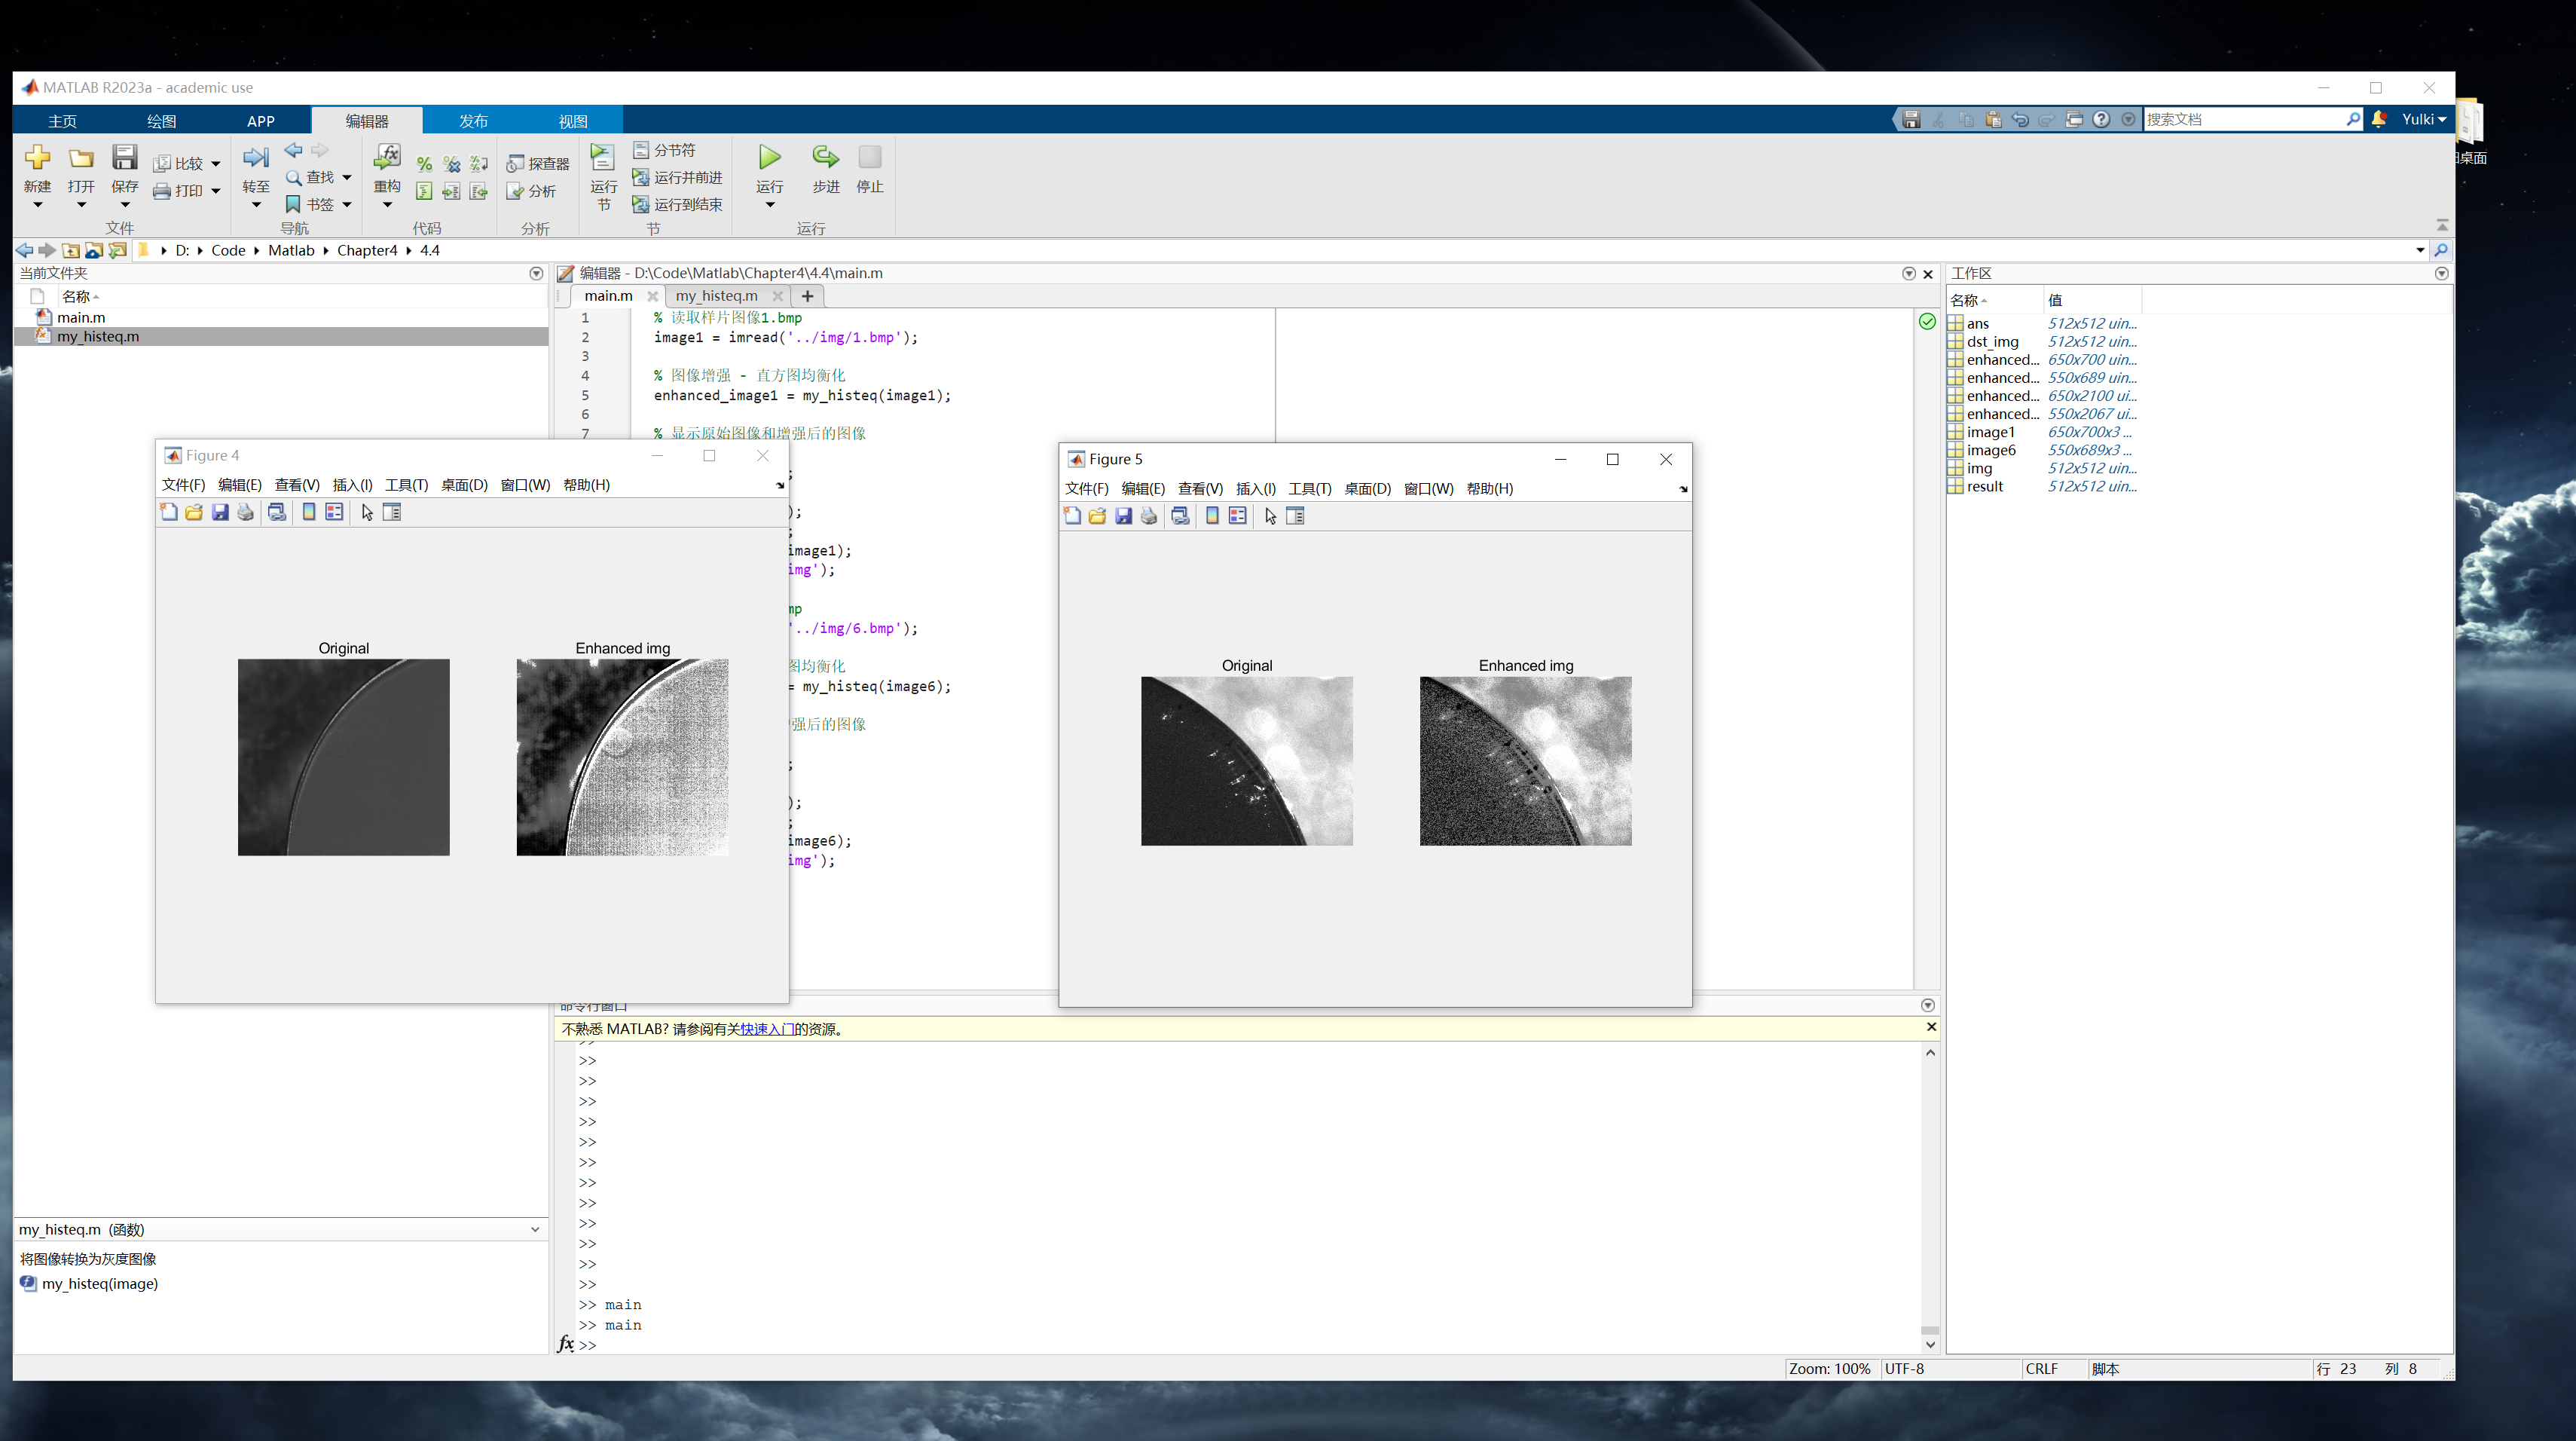 MATLAB R2023a - academic use
主页 绘图 APP 编辑器 发布 视图
搜索文档 Yulki
新建 打开 保存 比较 打印
转至 查找 书签
重构
探查器 分析
运行节 分节符 运行并前进 运行到结束
运行 步进 停止
文件 导航 代码 分析 节 运行
D: Code Matlab Chapter4 4.4
桌面
当前文件夹
名称
main.m
my_histeq.m
编辑器 - D:\Code\Matlab\Chapter4\4.4\main.m
main.m my_histeq.m
1 % 读取样片图像1.bmp
2 image1 = imread('../img/1.bmp');
3
4 % 图像增强 - 直方图均衡化
5 enhanced_image1 = my_histeq(image1);
6
7 % 显示原始图像和增强后的图像
;
);
;
image1);
img');
mp
'../img/6.bmp');
图均衡化
= my_histeq(image6);
增强后的图像
;
);
;
image6);
img');
Figure 4
文件(F) 编辑(E) 查看(V) 插入(I) 工具(T) 桌面(D) 窗口(W) 帮助(H)
Original Enhanced img
Figure 5
文件(F) 编辑(E) 查看(V) 插入(I) 工具(T) 桌面(D) 窗口(W) 帮助(H)
Original Enhanced img
工作区
名称 值
ans 512x512 uin...
dst_img 512x512 uin...
enhanced... 650x700 uin...
enhanced... 550x689 uin...
enhanced... 650x2100 ui...
enhanced... 550x2067 ui...
image1 650x700x3 ...
image6 550x689x3 ...
img 512x512 uin...
result 512x512 uin...
命令行窗口
不熟悉 MATLAB? 请参阅有关快速入门的资源。
>>
>>
>>
>>
>>
>>
>>
>>
>>
>>
>>
>>
>>
>> main
>> main
fx >>
my_histeq.m (函数)
将图像转换为灰度图像
my_histeq(image)
Zoom: 100% UTF-8 CRLF 脚本 行 23 列 8